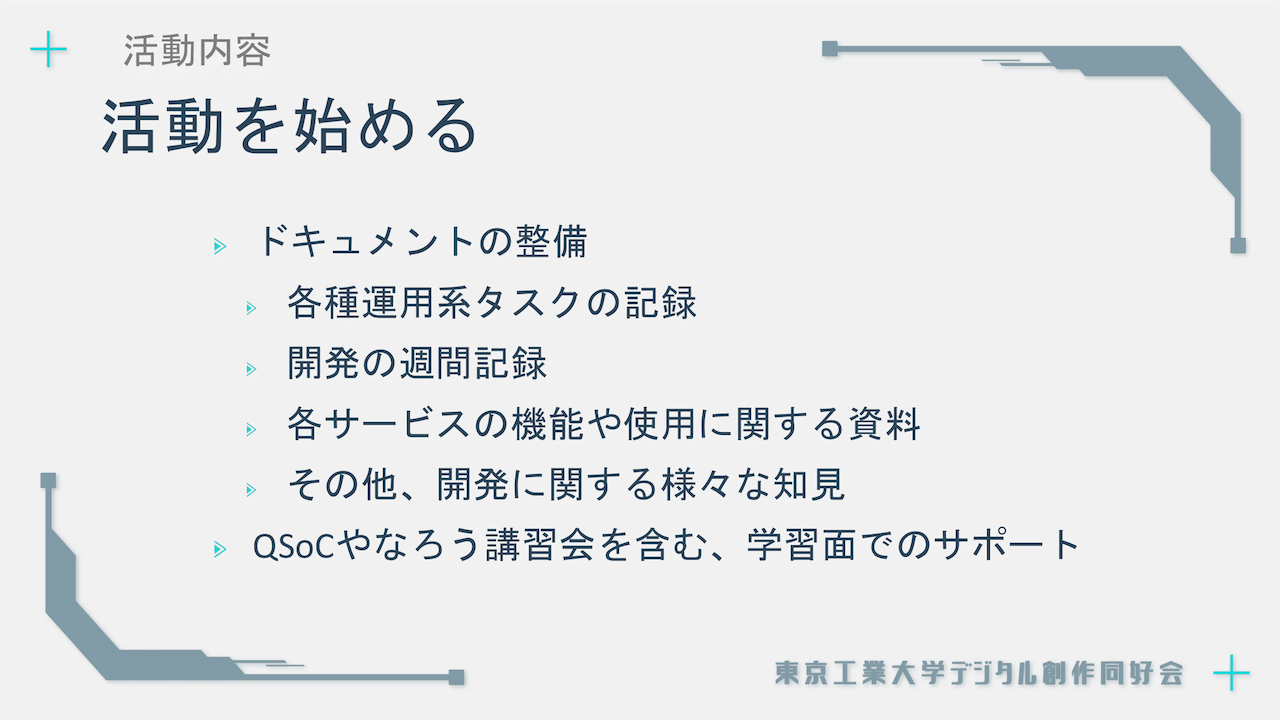 活動内容
活動を始める
ドキュメントの整備
各種運用系タスクの記録
開発の週間記録
各サービスの機能や使用に関する資料
その他、開発に関する様々な知見
QSoCやなろう講習会を含む、学習面でのサポート
東京工業大学デジタル創作同好会